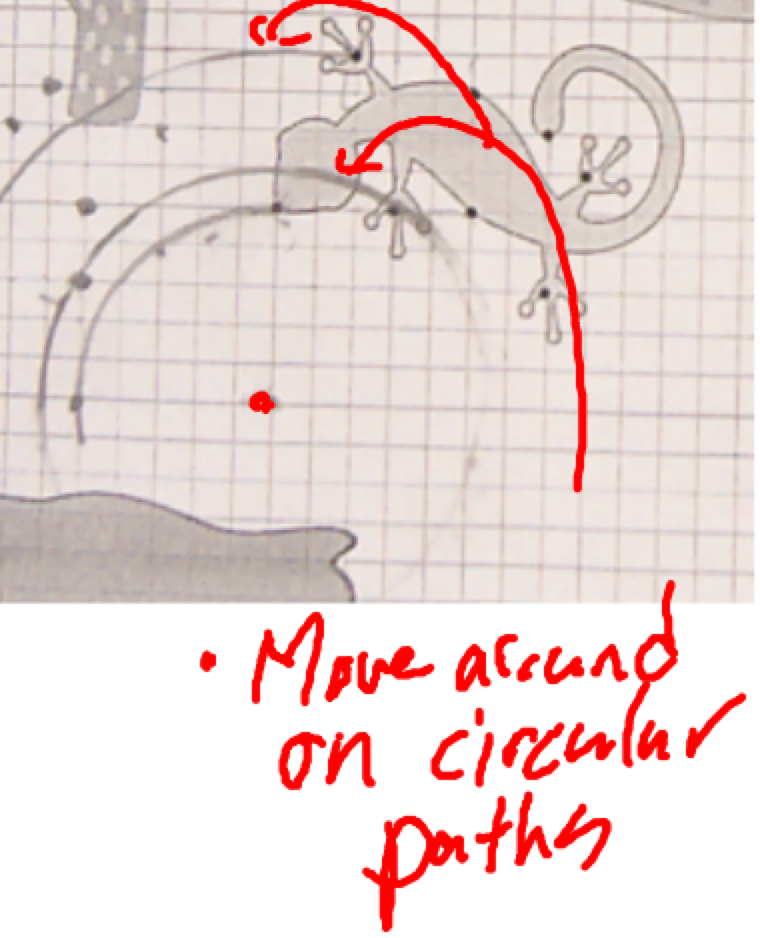 • Move around
on circular
paths